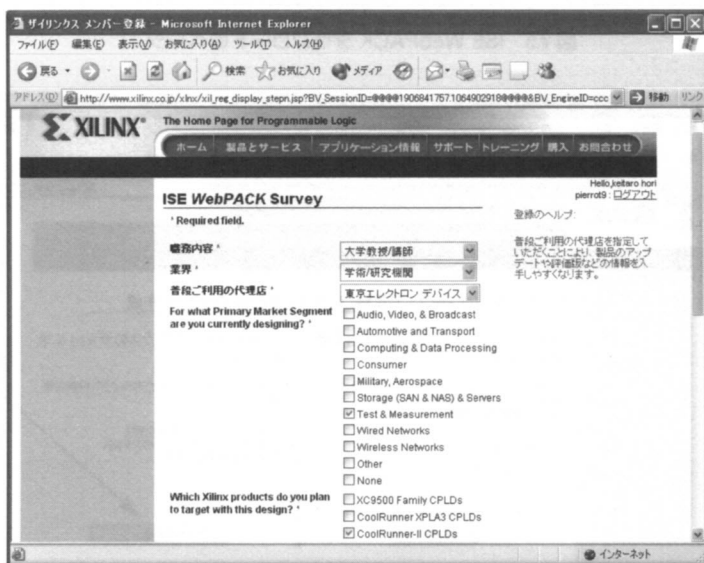 ザイリンクス メンバー登録 - Microsoft Internet Explorer
ファイル(F) 編集(E) 表示(V) お気に入り(A) ツール(T) ヘルプ(H)
戻る 検索 お気に入り メディア
アドレス(D) http://www.xilinx.co.jp/xlnx/xil_reg_display_stepn.jsp?BV_SessionID=@@@@1906841757.1064902918@@@@&BV_EngineID=ccc 移動 リンク
XILINX® The Home Page for Programmable Logic
ホーム 製品とサービス アプリケーション情報 サポート トレーニング 購入 お問合わせ
Hello,keitaro hori
pierrot9 : ログアウト
ISE WebPACK Survey
* Required field.
登録のヘルプ:
普段ご利用の代理店を指定して
いただくことにより、製品のアップ
デートや評価版などの情報を入
手しやすくなります。
職務内容 * 大学教授/講師
業界 * 学術/研究機関
普段ご利用の代理店 * 東京エレクトロン デバイス
For what Primary Market Segment
are you currently designing? *
Audio, Video, & Broadcast
Automotive and Transport
Computing & Data Processing
Consumer
Military, Aerospace
Storage (SAN & NAS) & Servers
Test & Measurement
Wired Networks
Wireless Networks
Other
None
Which Xilinx products do you plan
to target with this design? *
XC9500 Family CPLDs
CoolRunner XPLA3 CPLDs
CoolRunner-II CPLDs
インターネット